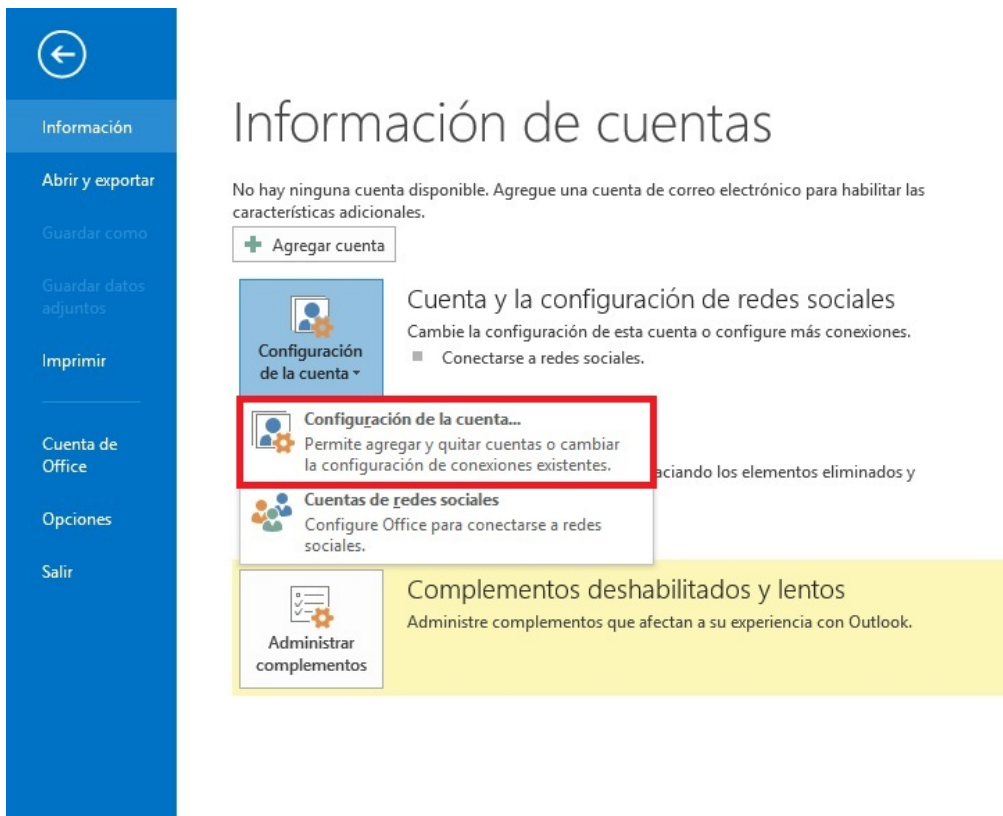 Información
Abrir y exportar
Guardar como
Guardar datos
adjuntos
Imprimir
Cuenta de
Office
Opciones
Salir
Información de cuentas
No hay ninguna cuenta disponible. Agregue una cuenta de correo electrónico para habilitar las
características adicionales.
Agregar cuenta
Configuración
de la cuenta
Cuenta y la configuración de redes sociales
Cambie la configuración de esta cuenta o configure más conexiones.
Conectarse a redes sociales.
Configuración de la cuenta...
Permite agregar y quitar cuentas o cambiar
la configuración de conexiones existentes.
aciando los elementos eliminados y
Cuentas de redes sociales
Configure Office para conectarse a redes
sociales.
Administrar
complementos
Complementos deshabilitados y lentos
Administre complementos que afectan a su experiencia con Outlook.